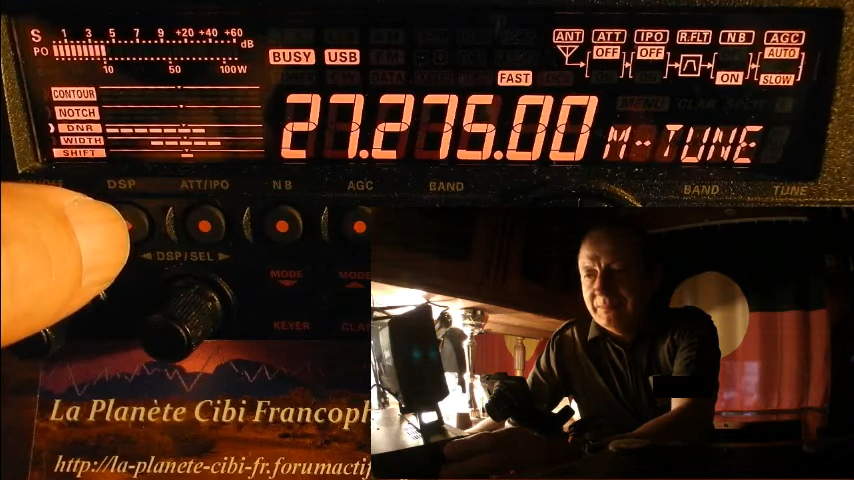 S 1 3 5 7 9 +20 +40 +60 dB
PO 10 50 100W
BUSY USB
FAST
ANT ATT IPO R.FLT NB AGC
OFF OFF AUTO
ON SLOW
CONTOUR
NOTCH
DNR
WIDTH
SHIFT
27.275.00 M-TUNE
MENU CLAR
DSP ATT/IPO NB AGC BAND BAND TUNE
◄DSP/SEL►
MODE MODE
KEYER
La Planète Cibi Francoph
http://la-planete-cibi-fr.forumactif